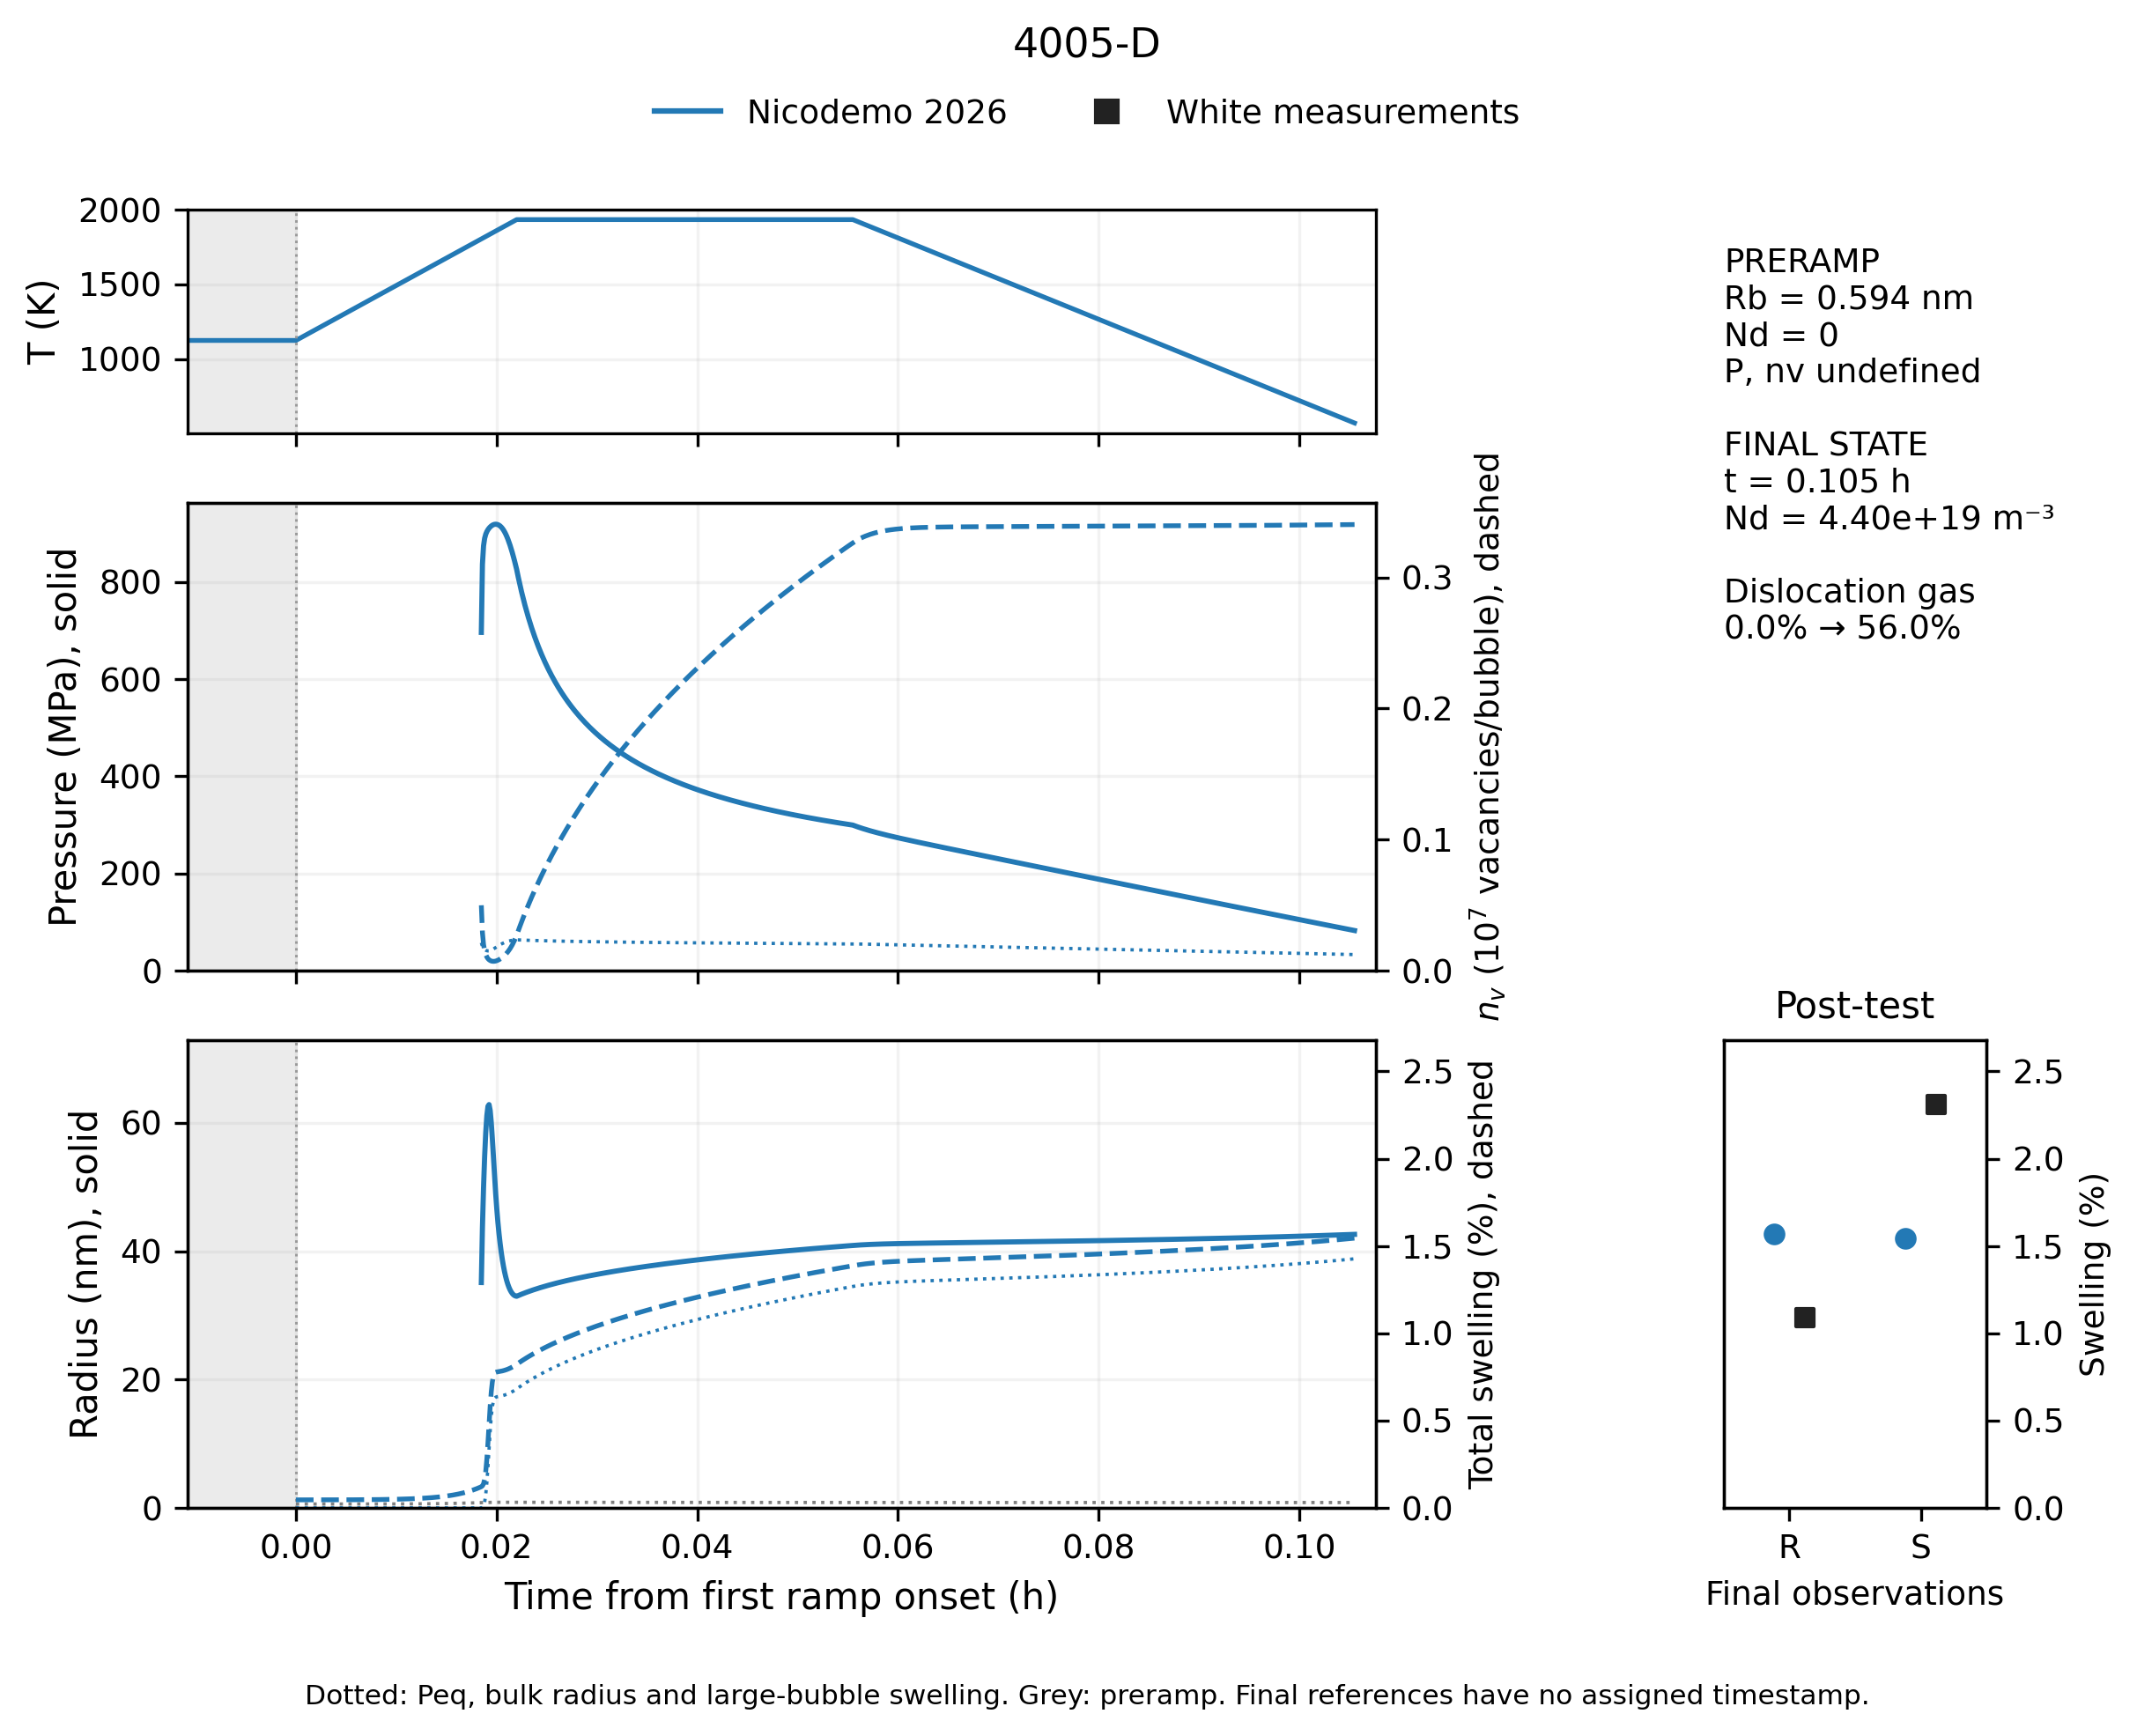 4005-D
Nicodemo 2026
White measurements
2000
1500
1000
T (K)
PRERAMP
Rb = 0.594 nm
Nd = 0
P, nv undefined
FINAL STATE
t = 0.105 h
Nd = 4.40e+19 m⁻³
Dislocation gas
0.0% → 56.0%
800
600
400
200
0
Pressure (MPa), solid
0.3
0.2
0.1
0.0
nᵥ (10⁷ vacancies/bubble), dashed
60
40
20
0
Radius (nm), solid
2.5
2.0
1.5
1.0
0.5
0.0
Total swelling (%), dashed
0.00 0.02 0.04 0.06 0.08 0.10
Time from first ramp onset (h)
Post-test
2.5
2.0
1.5
1.0
0.5
0.0
Swelling (%)
R S
Final observations
Dotted: Peq, bulk radius and large-bubble swelling. Grey: preramp. Final references have no assigned timestamp.